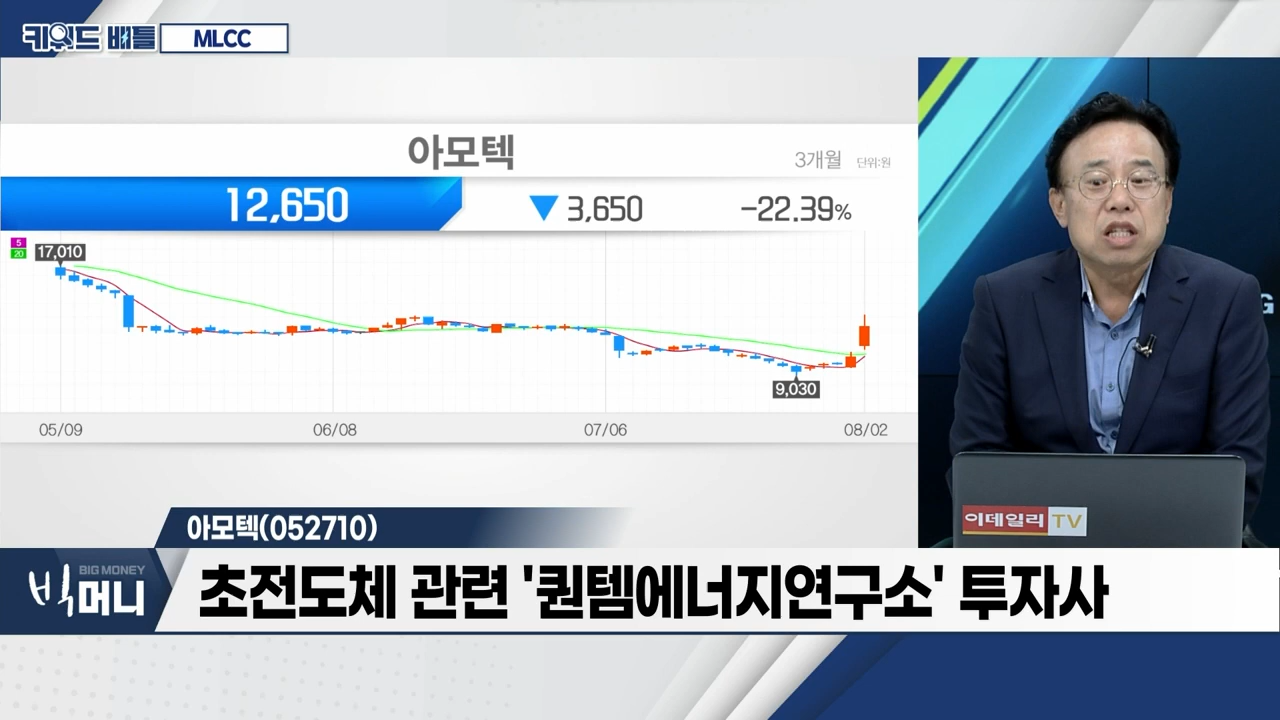 키워드 배틀
MLCC
아모텍
3개월 단위:원
12,650 ▼ 3,650 -22.39%
5
20
17,010
9,030
05/09 06/08 07/06 08/02
G
이데일리 TV
아모텍(052710)
빅머니 BIG MONEY
초전도체 관련 '퀀템에너지연구소' 투자사